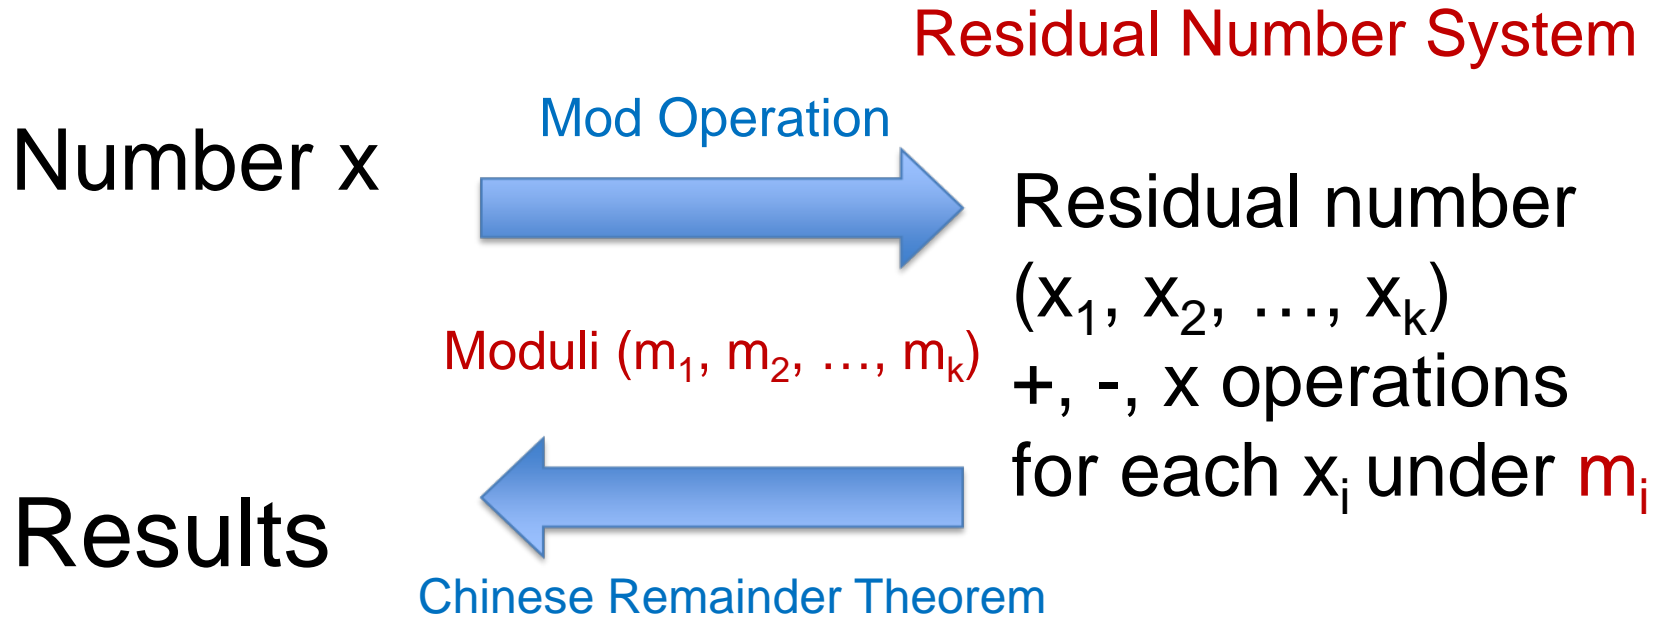 Residual Number System
Mod Operation
Number x
Residual number
(x₁, x₂, …, xₖ)
Moduli (m₁, m₂, …, mₖ)
+, -, x operations
for each xᵢ under mᵢ
Results
Chinese Remainder Theorem